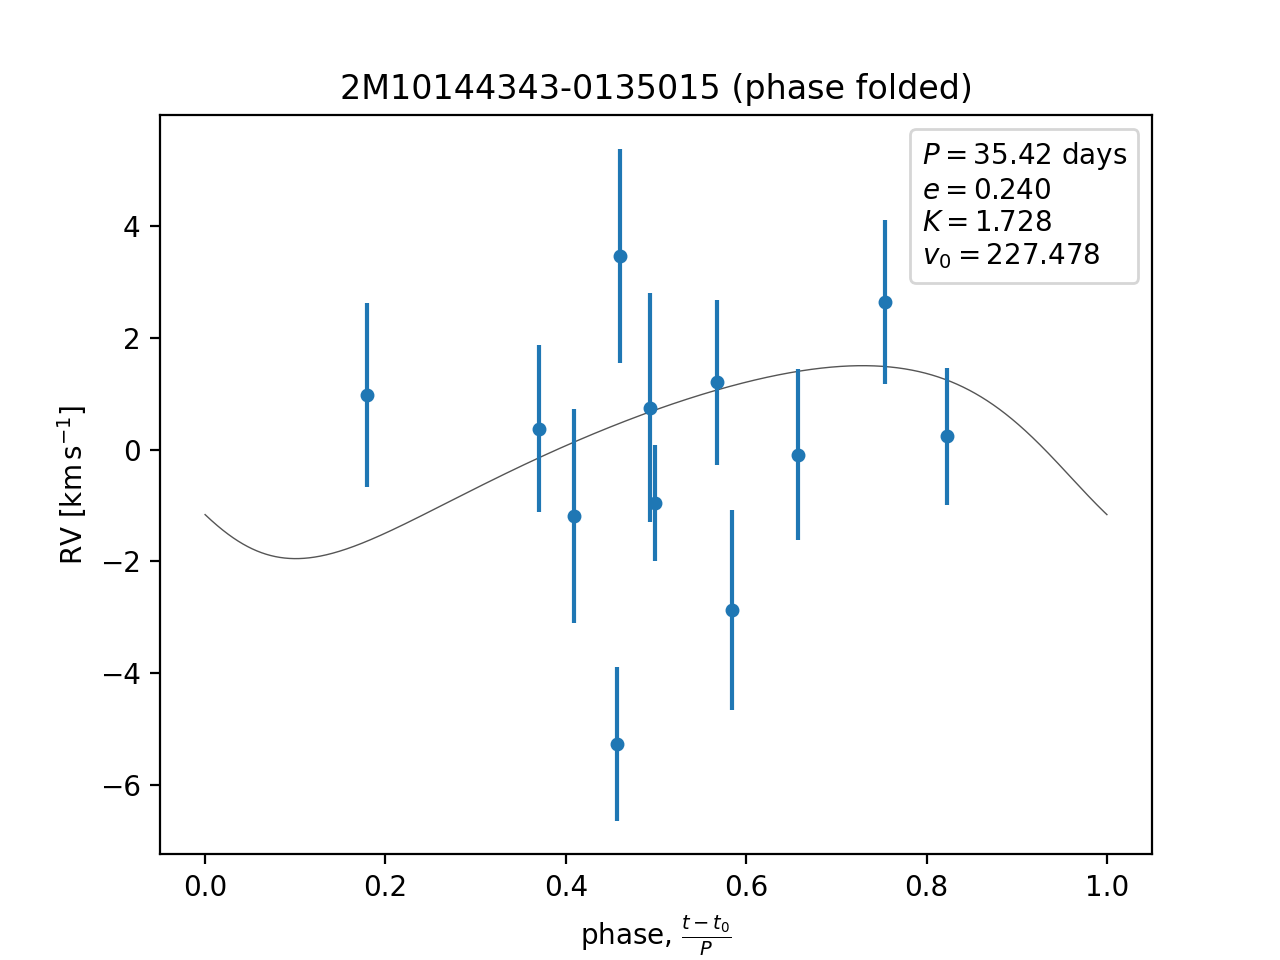 2M10144343-0135015 (phase folded)
P = 35.42 days
e = 0.240
K = 1.728
v₀ = 227.478
RV [km s⁻¹]
4
2
0
−2
−4
−6
0.0 0.2 0.4 0.6 0.8 1.0
phase, (t − t₀)/P